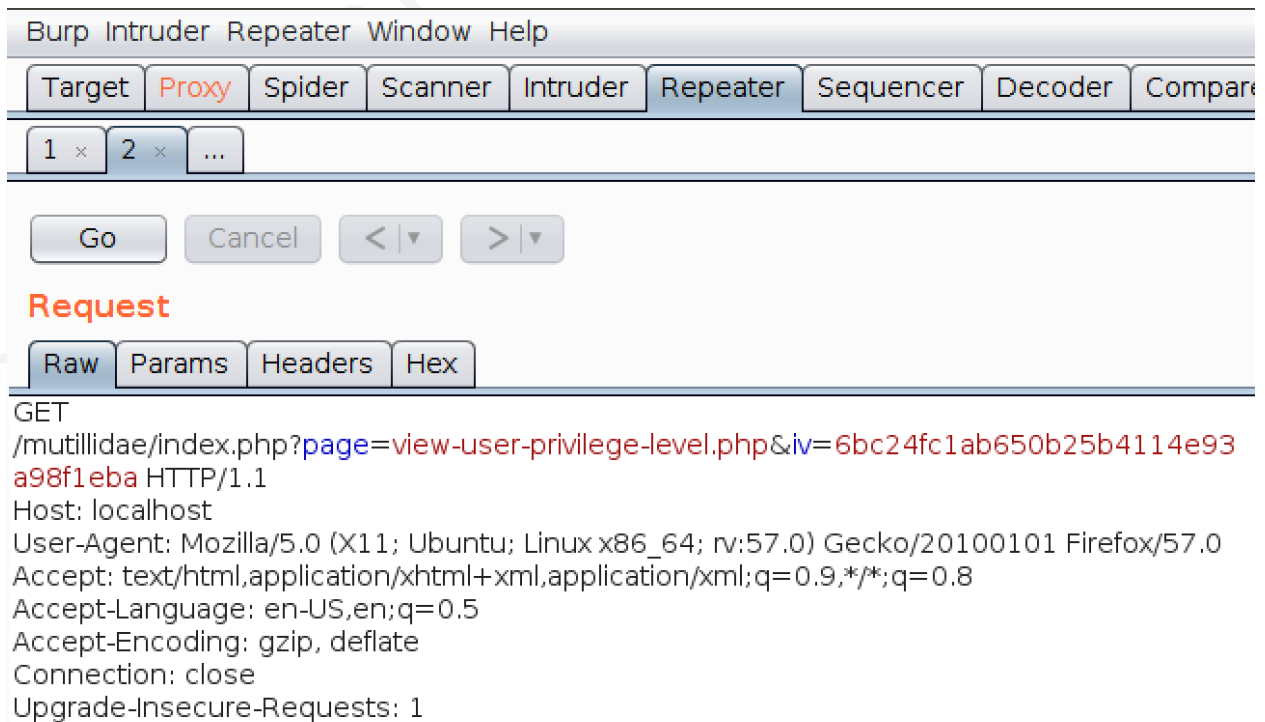 Burp Intruder Repeater Window Help
Target Proxy Spider Scanner Intruder Repeater Sequencer Decoder Compare
1 × 2 × ...
Go Cancel < | ▼ > | ▼
Request
Raw Params Headers Hex
GET
/mutillidae/index.php?page=view-user-privilege-level.php&iv=6bc24fc1ab650b25b4114e93
a98f1eba HTTP/1.1
Host: localhost
User-Agent: Mozilla/5.0 (X11; Ubuntu; Linux x86_64; rv:57.0) Gecko/20100101 Firefox/57.0
Accept: text/html,application/xhtml+xml,application/xml;q=0.9,*/*;q=0.8
Accept-Language: en-US,en;q=0.5
Accept-Encoding: gzip, deflate
Connection: close
Upgrade-Insecure-Requests: 1